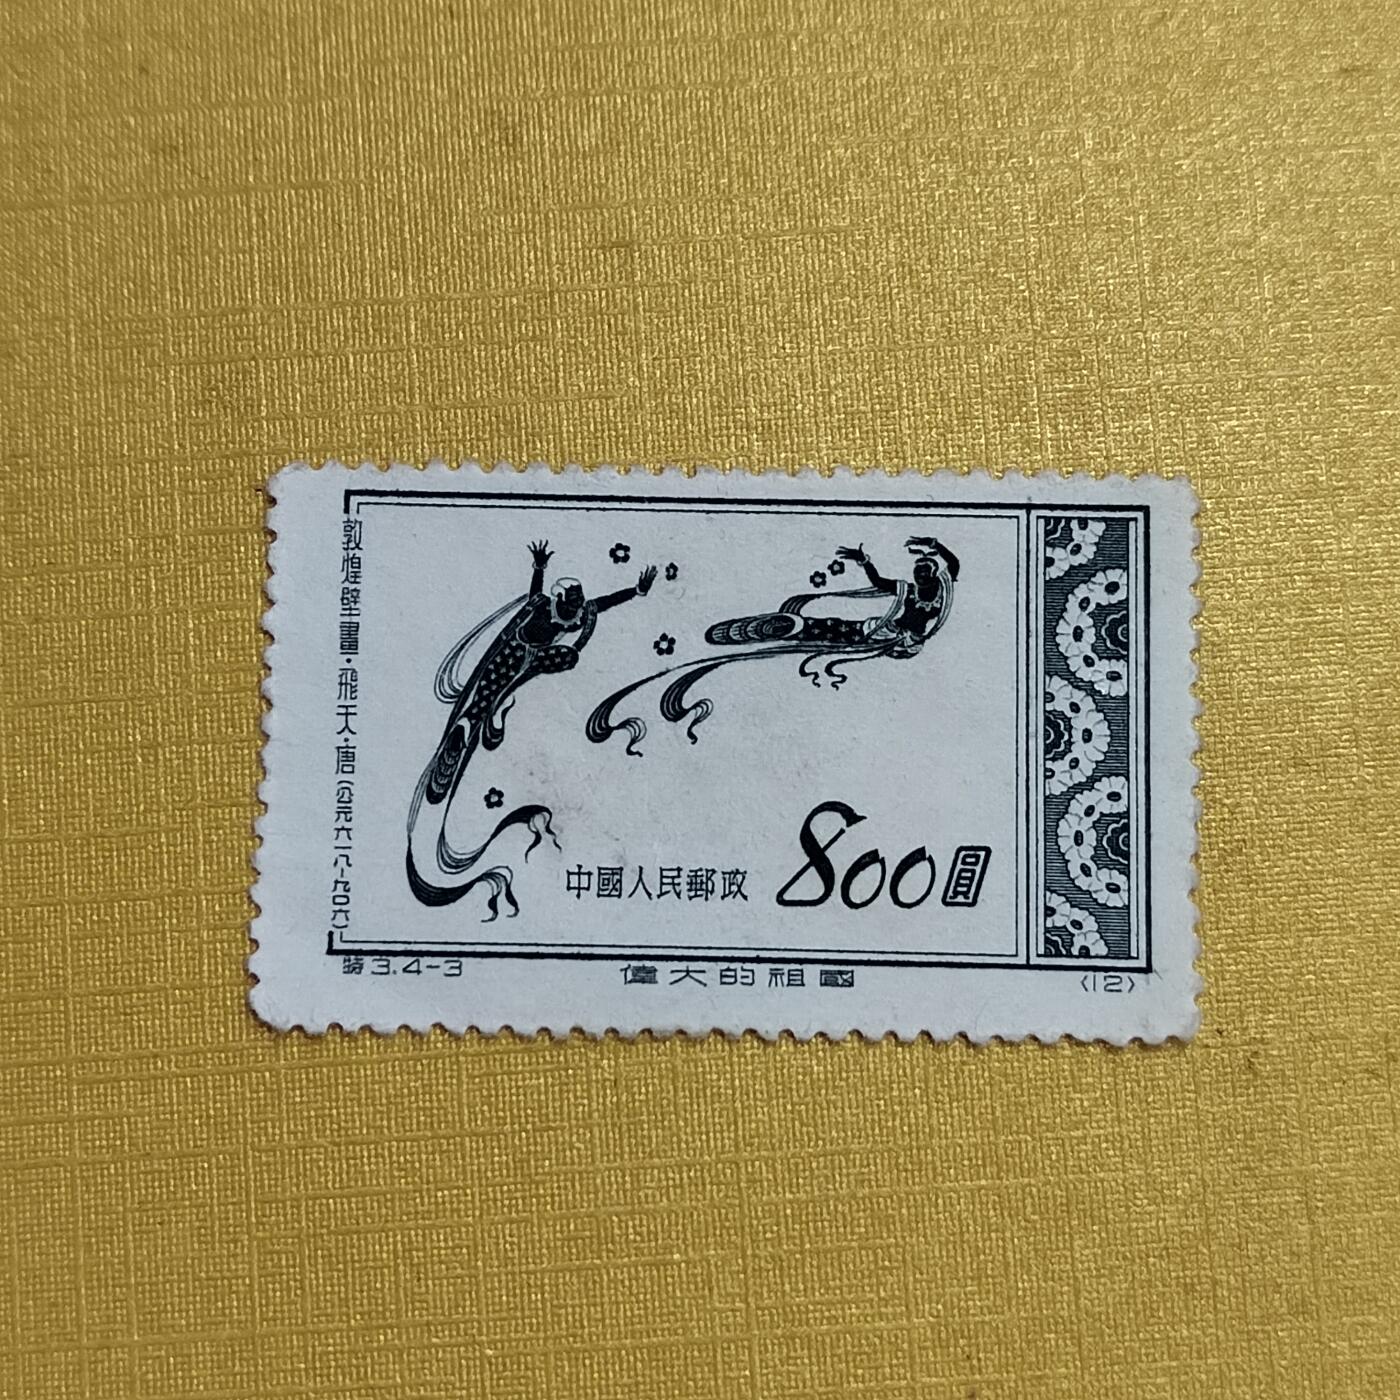 敦煌壁畫·飛天·唐(公元六一八-九〇六)
中國人民郵政 800圓
特3.4-3 偉大的祖國 〈12〉